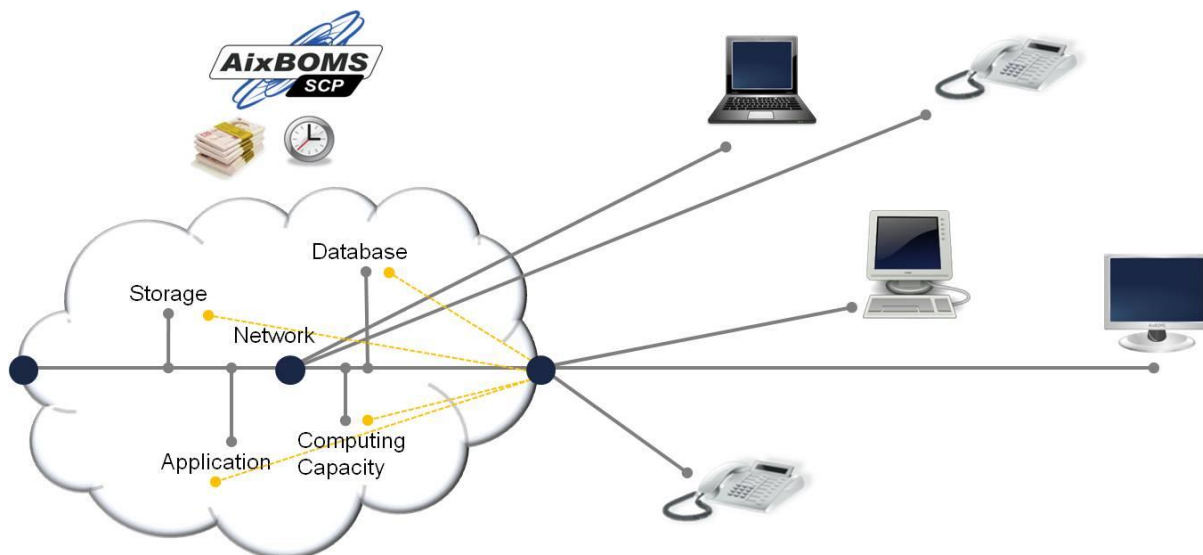 AixBOMS
SCP
Database
Storage
Network
Computing
Capacity
Application